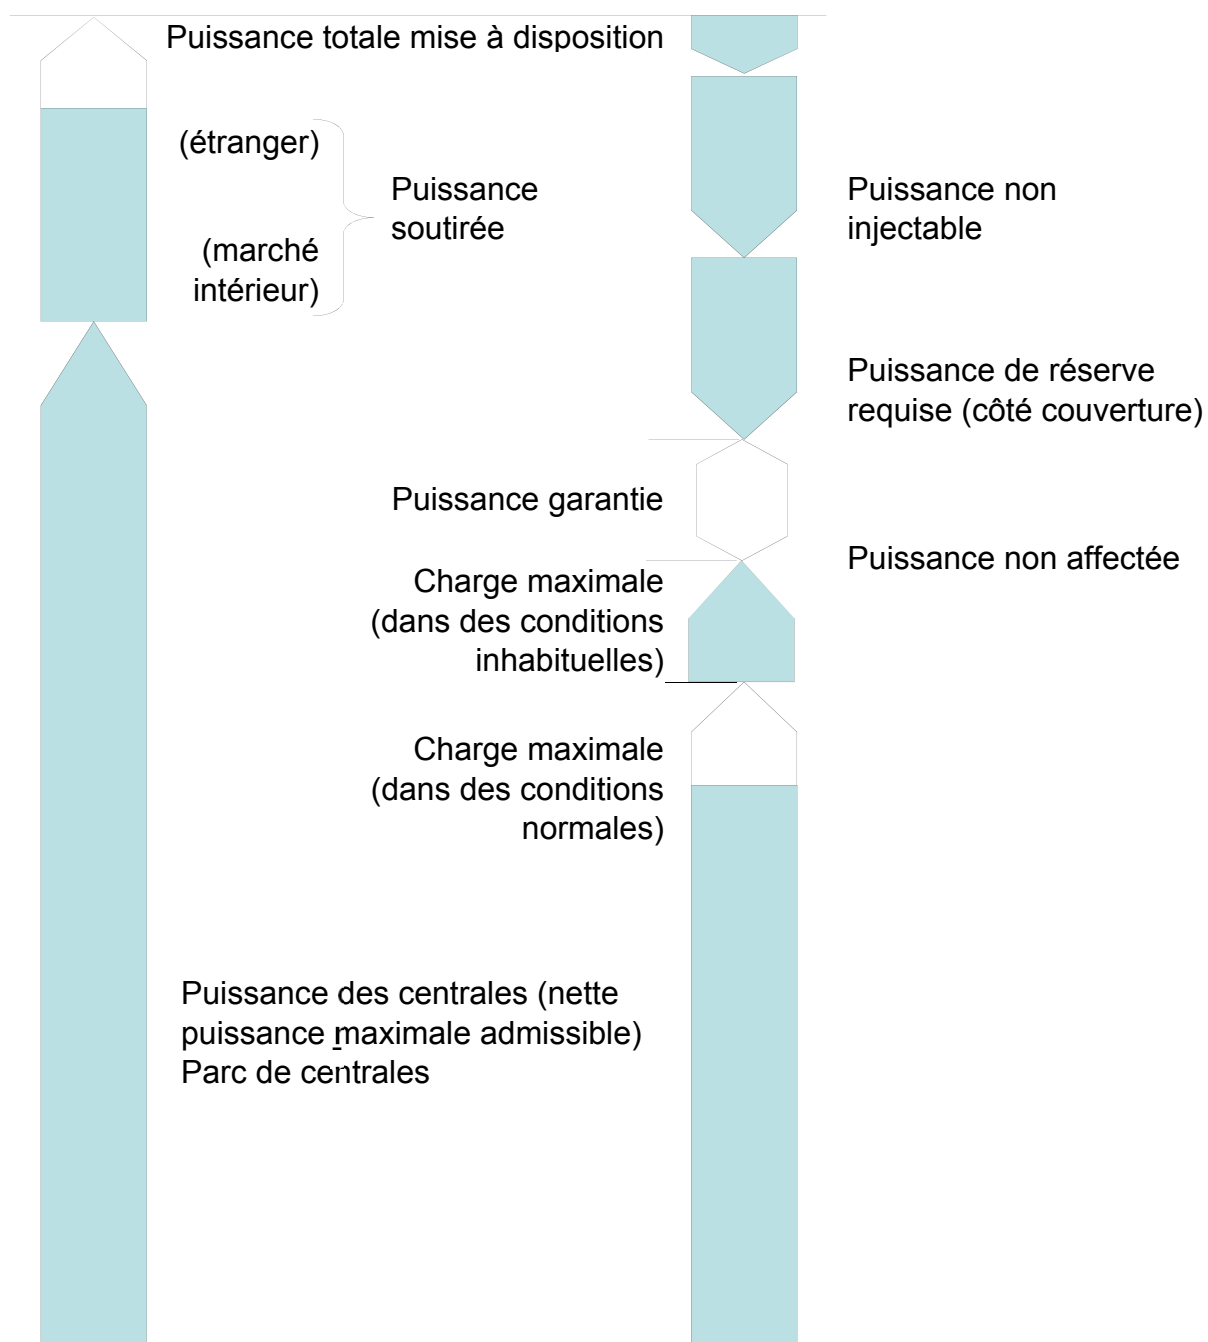 Puissance totale mise à disposition
(étranger)
(marché
intérieur)
Puissance
soutirée
Puissance non
injectable
Puissance de réserve
requise (côté couverture)
Puissance garantie
Puissance non affectée
Charge maximale
(dans des conditions
inhabituelles)
Charge maximale
(dans des conditions
normales)
Puissance des centrales (nette
puissance maximale admissible)
Parc de centrales